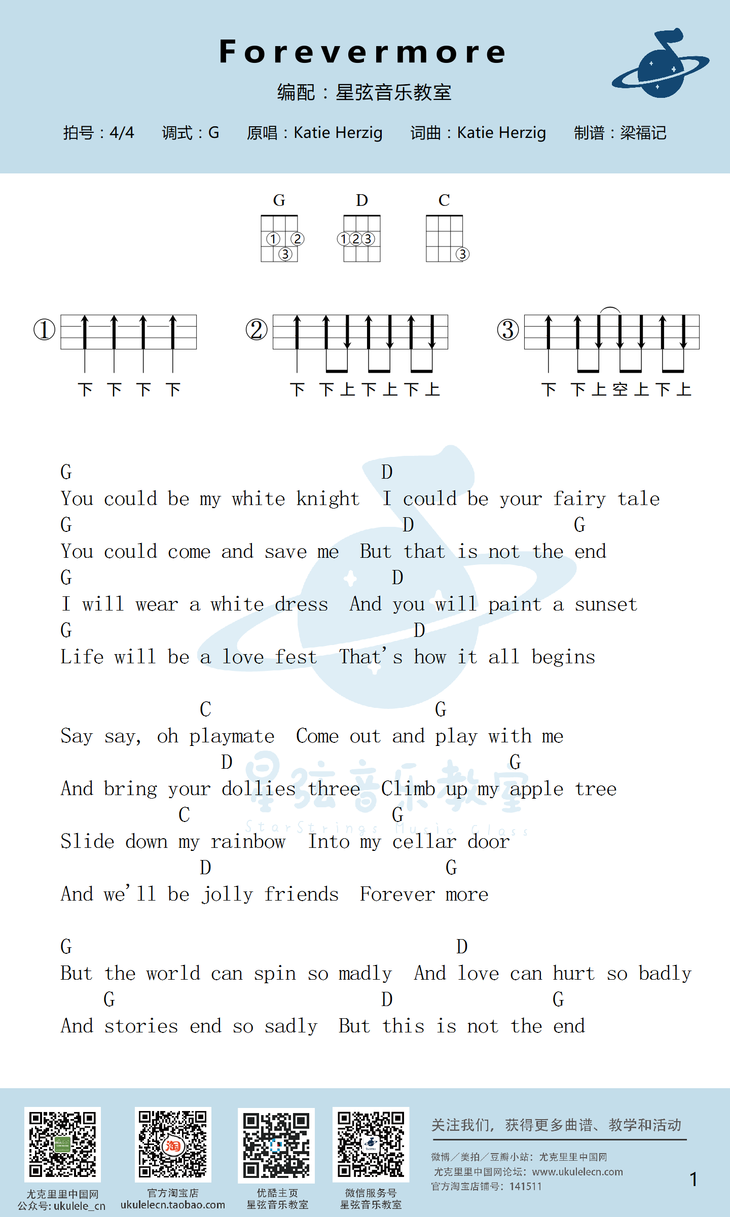 Forevermore
编配：星弦音乐教室
拍号：4/4 调式：G 原唱：Katie Herzig 词曲：Katie Herzig 制谱：梁福记
G D C
1 2 3 1 2 3 3
① ② ③
下 下 下 下 下 下 上 下 上 下 上 下 下 上 空 上 下 上
G D
You could be my white knight I could be your fairy tale
G D G
You could come and save me But that is not the end
G D
I will wear a white dress And you will paint a sunset
G D
Life will be a love fest That's how it all begins
C G
Say say, oh playmate Come out and play with me
D G
And bring your dollies three Climb up my apple tree
C G
Slide down my rainbow Into my cellar door
D G
And we'll be jolly friends Forever more
G D
But the world can spin so madly And love can hurt so badly
G D G
And stories end so sadly But this is not the end
星弦音乐教室
StarStrings Music Class
关注我们，获得更多曲谱、教学和活动
微博／美拍／豆瓣小站：尤克里里中国网
尤克里里中国网论坛：www.ukulelecn.com
官方淘宝店铺号：141511
淘
尤克里里中国网
公众号: ukulele_cn
官方淘宝店
ukulelecn.taobao.com
优酷主页
星弦音乐教室
微信服务号
星弦音乐教室
1